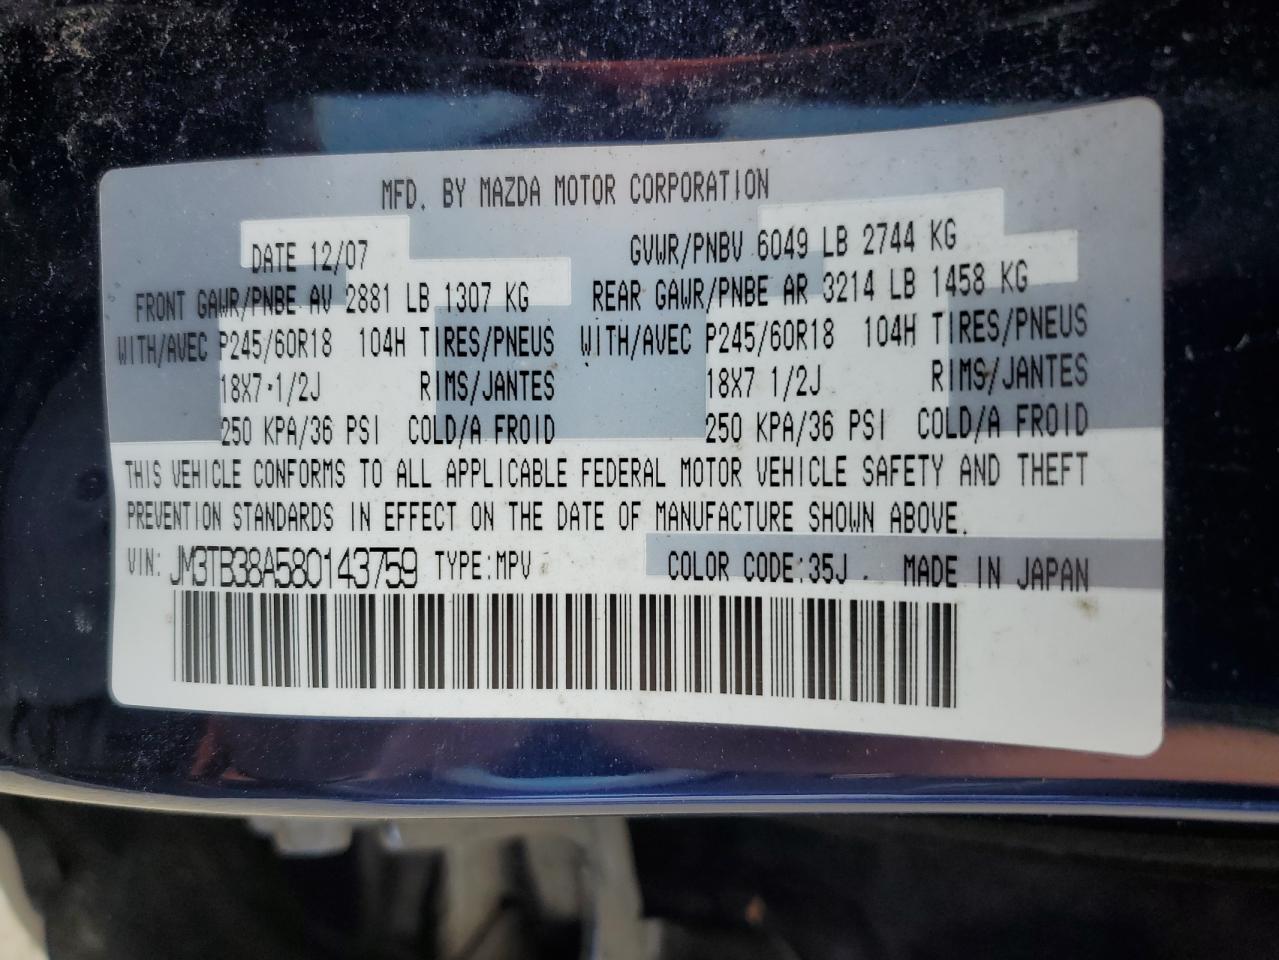 MFD. BY MAZDA MOTOR CORPORATION
DATE 12/07 GVWR/PNBV 6049 LB 2744 KG
FRONT GAWR/PNBE AV 2881 LB 1307 KG REAR GAWR/PNBE AR 3214 LB 1458 KG
WITH/AVEC P245/60R18 104H TIRES/PNEUS WITH/AVEC P245/60R18 104H TIRES/PNEUS
18X7-1/2J RIMS/JANTES 18X7 1/2J RIMS/JANTES
250 KPA/36 PSI COLD/A FROID 250 KPA/36 PSI COLD/A FROID
THIS VEHICLE CONFORMS TO ALL APPLICABLE FEDERAL MOTOR VEHICLE SAFETY AND THEFT
PREVENTION STANDARDS IN EFFECT ON THE DATE OF MANUFACTURE SHOWN ABOVE.
VIN: JM3TB38A580143759 TYPE:MPV COLOR CODE:35J MADE IN JAPAN